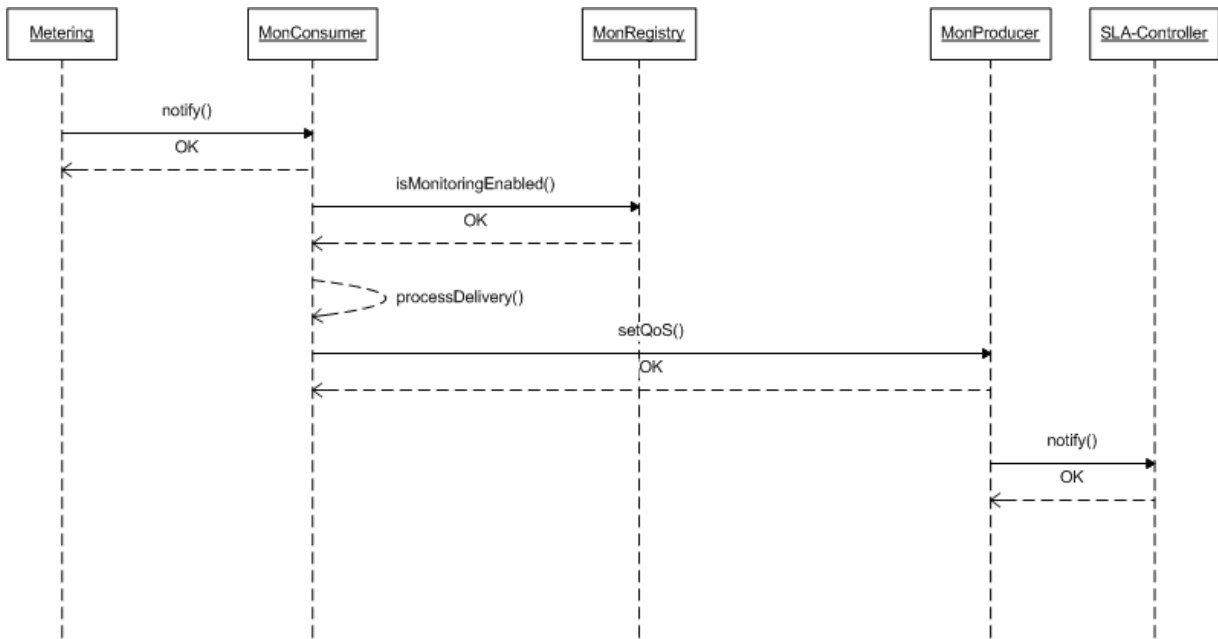 Metering MonConsumer MonRegistry MonProducer SLA-Controller
notify()
OK
isMonitoringEnabled()
OK
processDelivery()
setQoS()
OK
notify()
OK